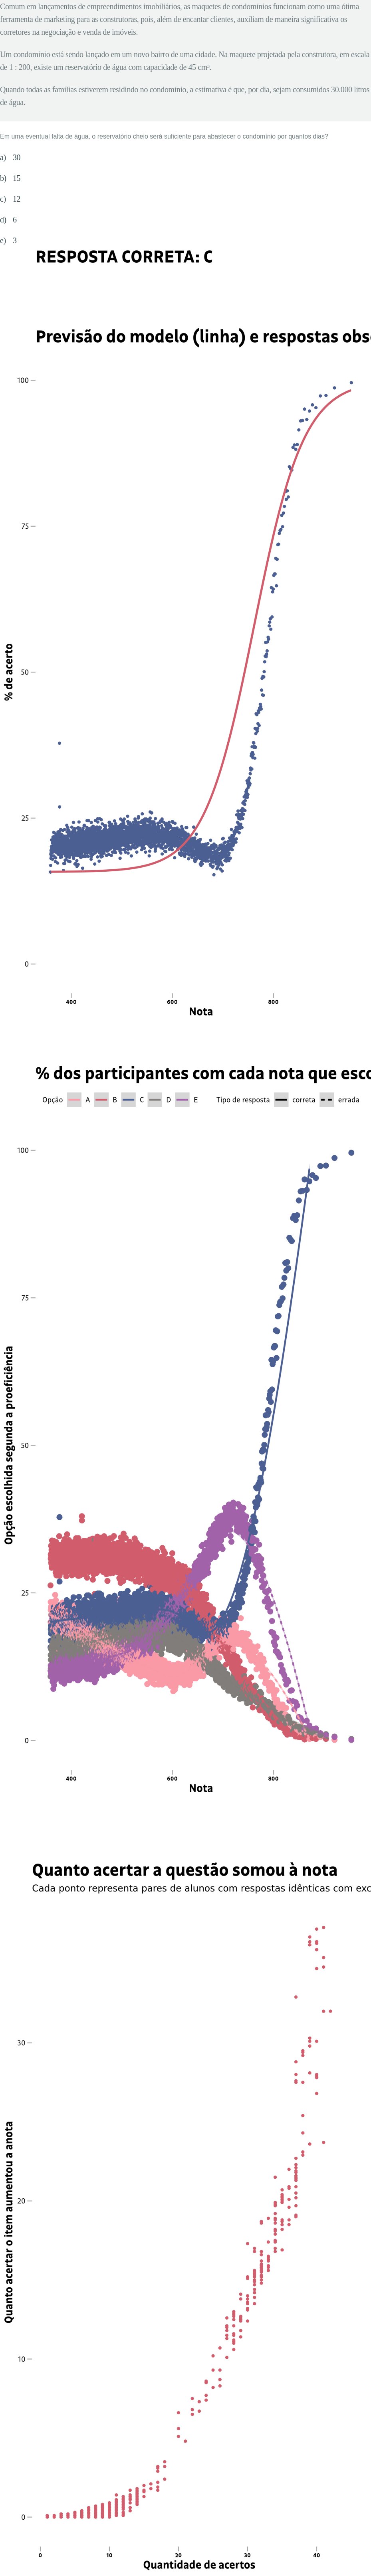 Comum em lançamentos de empreendimentos imobiliários, as maquetes de condomínios funcionam como uma ótima
ferramenta de marketing para as construtoras, pois, além de encantar clientes, auxiliam de maneira significativa os
corretores na negociação e venda de imóveis.
Um condomínio está sendo lançado em um novo bairro de uma cidade. Na maquete projetada pela construtora, em escala
de 1 : 200, existe um reservatório de água com capacidade de 45 cm³.
Quando todas as famílias estiverem residindo no condomínio, a estimativa é que, por dia, sejam consumidos 30.000 litros
de água.
Em uma eventual falta de água, o reservatório cheio será suficiente para abastecer o condomínio por quantos dias?
a) 30
b) 15
c) 12
d) 6
e) 3
RESPOSTA CORRETA: C
Previsão do modelo (linha) e respostas obs
100
75
50
25
0
% de acerto
400 600 800
Nota
% dos participantes com cada nota que esco
Opção A B C D E Tipo de resposta correta errada
100
75
50
25
0
Opção escolhida segundo a proeficiência
400 600 800
Nota
Quanto acertar a questão somou à nota
Cada ponto representa pares de alunos com respostas idênticas com exc
30
20
10
0
Quanto acertar o item aumentou a anota
0 10 20 30 40
Quantidade de acertos